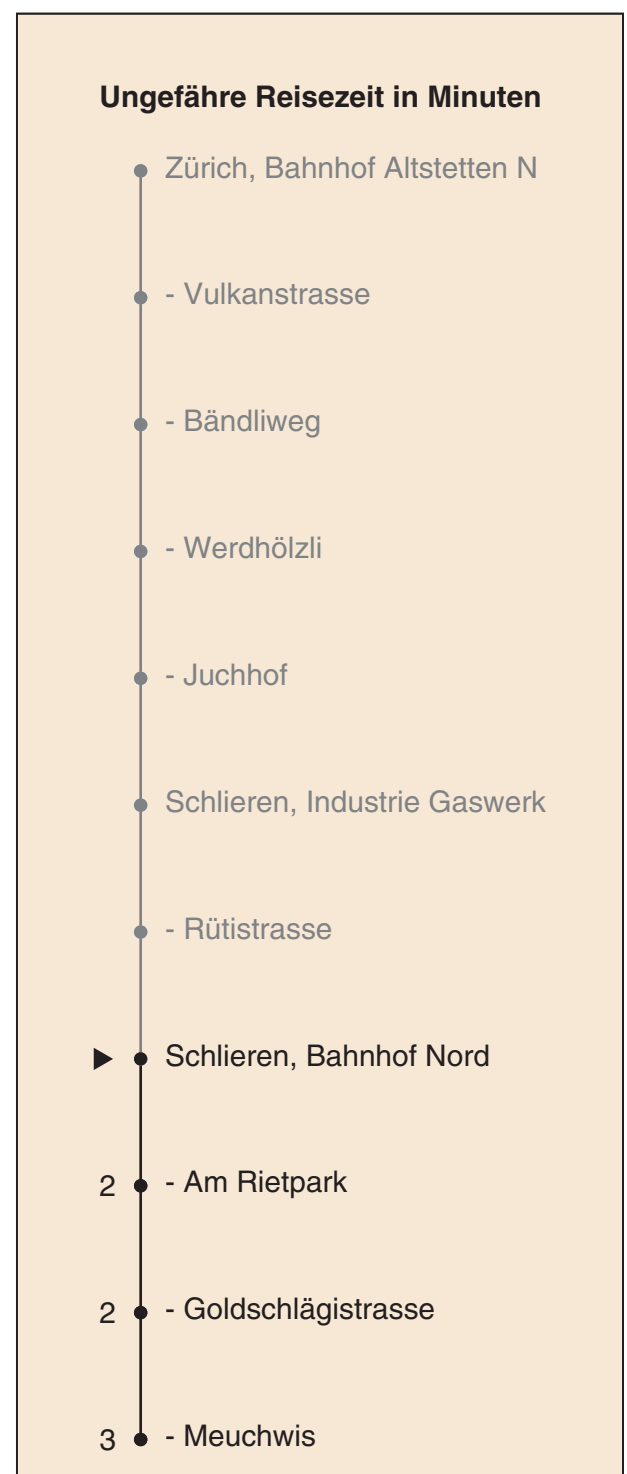 Ungefähre Reisezeit in Minuten
Zürich, Bahnhof Altstetten N
- Vulkanstrasse
- Bändliweg
- Werdhölzli
- Juchhof
Schlieren, Industrie Gaswerk
- Rütistrasse
Schlieren, Bahnhof Nord
2 - Am Rietpark
2 - Goldschlägistrasse
3 - Meuchwis